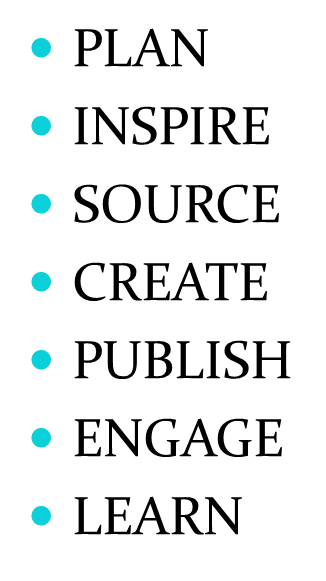 • PLAN
• INSPIRE
• SOURCE
• CREATE
• PUBLISH
• ENGAGE
• LEARN